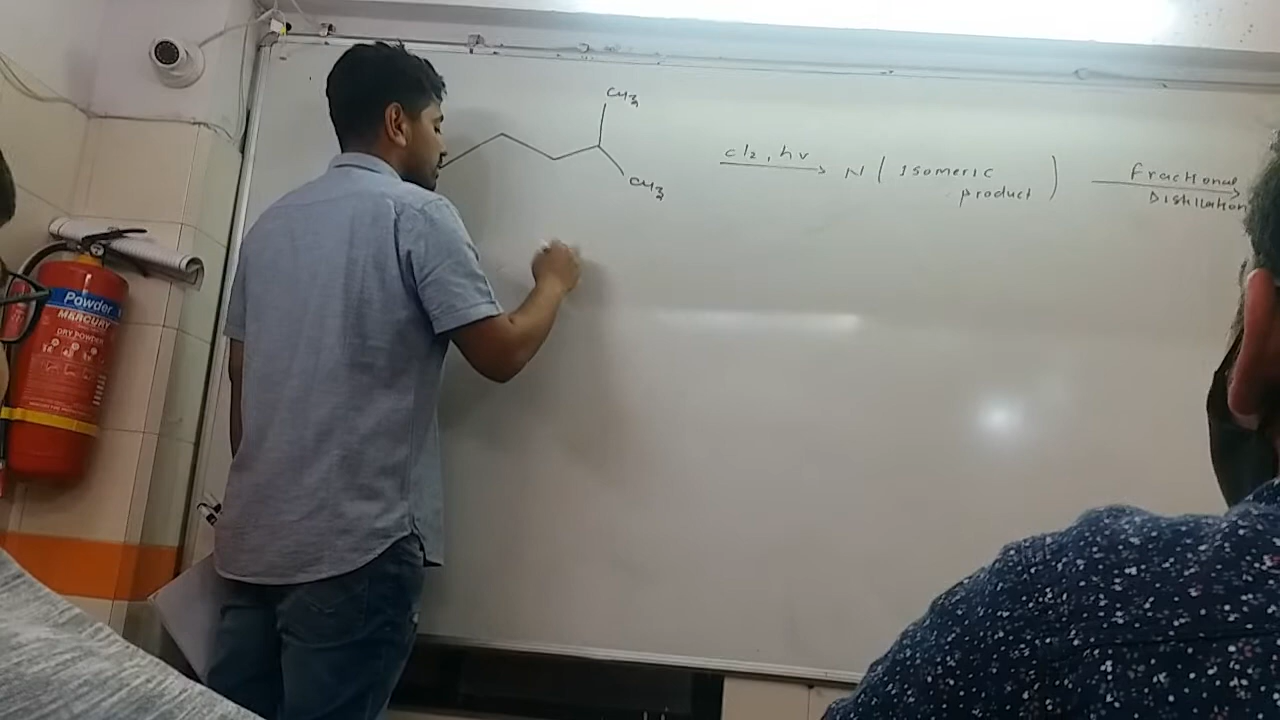 CH3
CH3
Cl2, hν
N ( Isomeric
product )
Fractional
Distillation
Powder
MERCURY
DRY POWDER